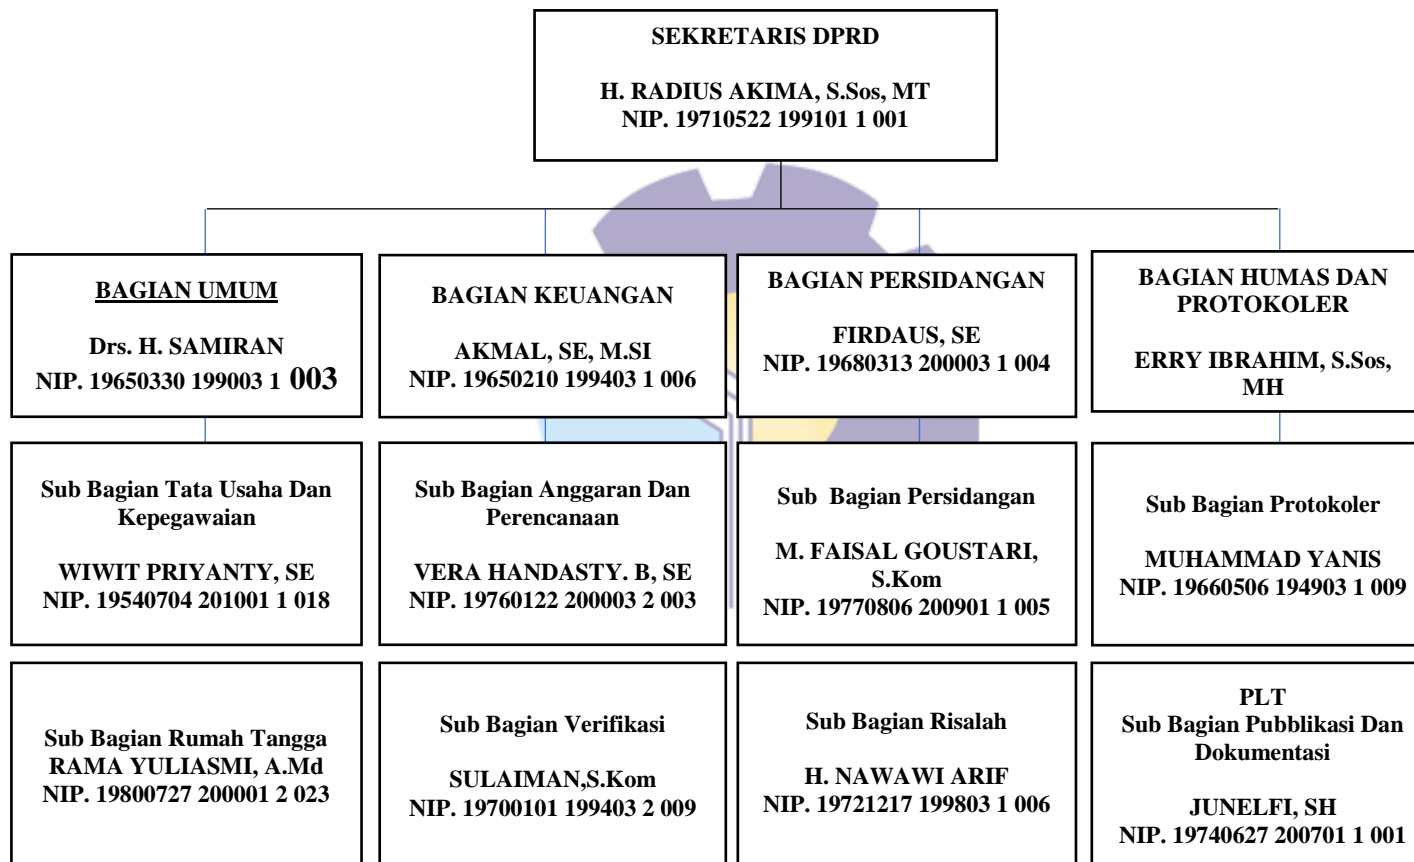 SEKRETARIS DPRD
H. RADIUS AKIMA, S.Sos, MT
NIP. 19710522 199101 1 001
BAGIAN UMUM
Drs. H. SAMIRAN
NIP. 19650330 199003 1 003
BAGIAN KEUANGAN
AKMAL, SE, M.SI
NIP. 19650210 199403 1 006
BAGIAN PERSIDANGAN
FIRDAUS, SE
NIP. 19680313 200003 1 004
BAGIAN HUMAS DAN
PROTOKOLER
ERRY IBRAHIM, S.Sos,
MH
Sub Bagian Tata Usaha Dan
Kepegawaian
WIWIT PRIYANTY, SE
NIP. 19540704 201001 1 018
Sub Bagian Anggaran Dan
Perencanaan
VERA HANDASTY. B, SE
NIP. 19760122 200003 2 003
Sub Bagian Persidangan
M. FAISAL GOUSTARI,
S.Kom
NIP. 19770806 200901 1 005
Sub Bagian Protokoler
MUHAMMAD YANIS
NIP. 19660506 194903 1 009
Sub Bagian Rumah Tangga
RAMA YULIASMI, A.Md
NIP. 19800727 200001 2 023
Sub Bagian Verifikasi
SULAIMAN,S.Kom
NIP. 19700101 199403 2 009
Sub Bagian Risalah
H. NAWAWI ARIF
NIP. 19721217 199803 1 006
PLT
Sub Bagian Pubblikasi Dan
Dokumentasi
JUNELFI, SH
NIP. 19740627 200701 1 001